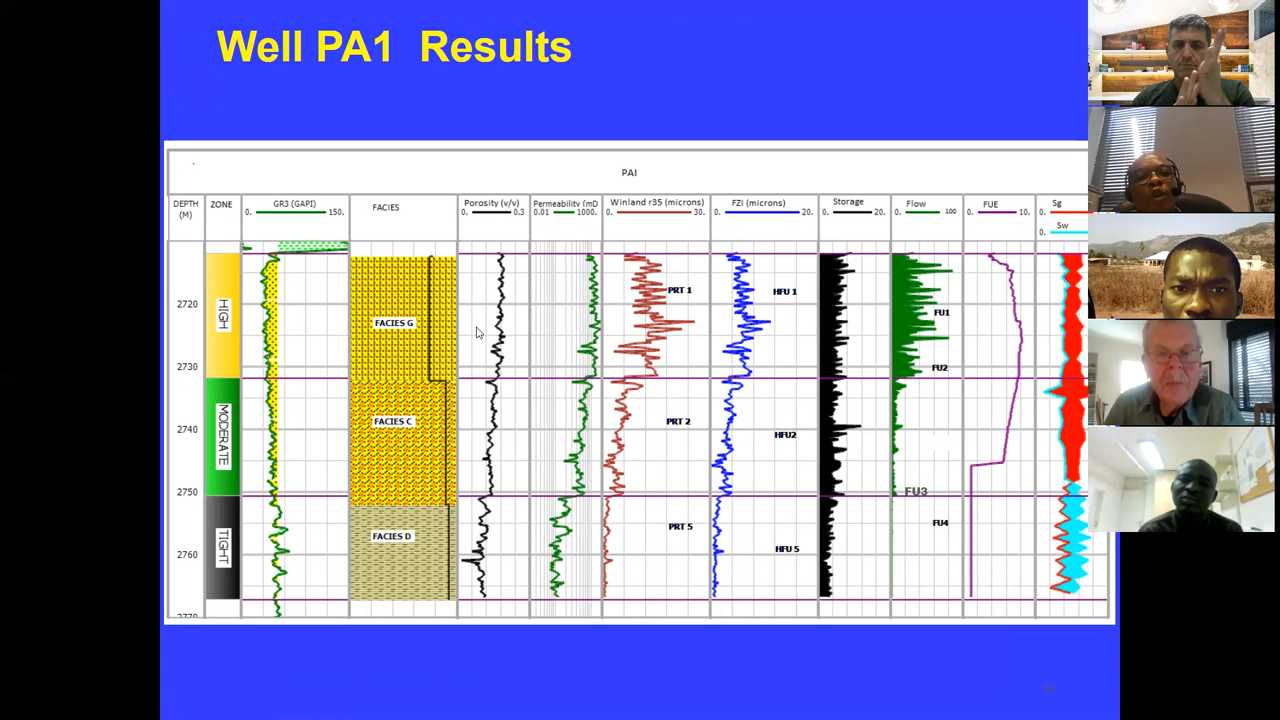 Well PA1 Results
PAI
DEPTH
(M)
ZONE
GR3 (GAPI)
0. 150.
FACIES
Porosity (v/v)
0. 0.3
Permeability (mD
0.01 1000.
Winland r35 (microns)
0. 30.
FZI (microns)
0. 20.
Storage
0. 20.
Flow
0. 100
FUE
0. 10.
Sg
0.
Sw
0.
2720
2730
2740
2750
2760
2770
HIGH
MODERATE
TIGHT
FACIES G
FACIES C
FACIES D
PRT 1
PRT 2
PRT 5
HFU 1
HFU2
HFU 5
FU1
FU2
FU3
FU4